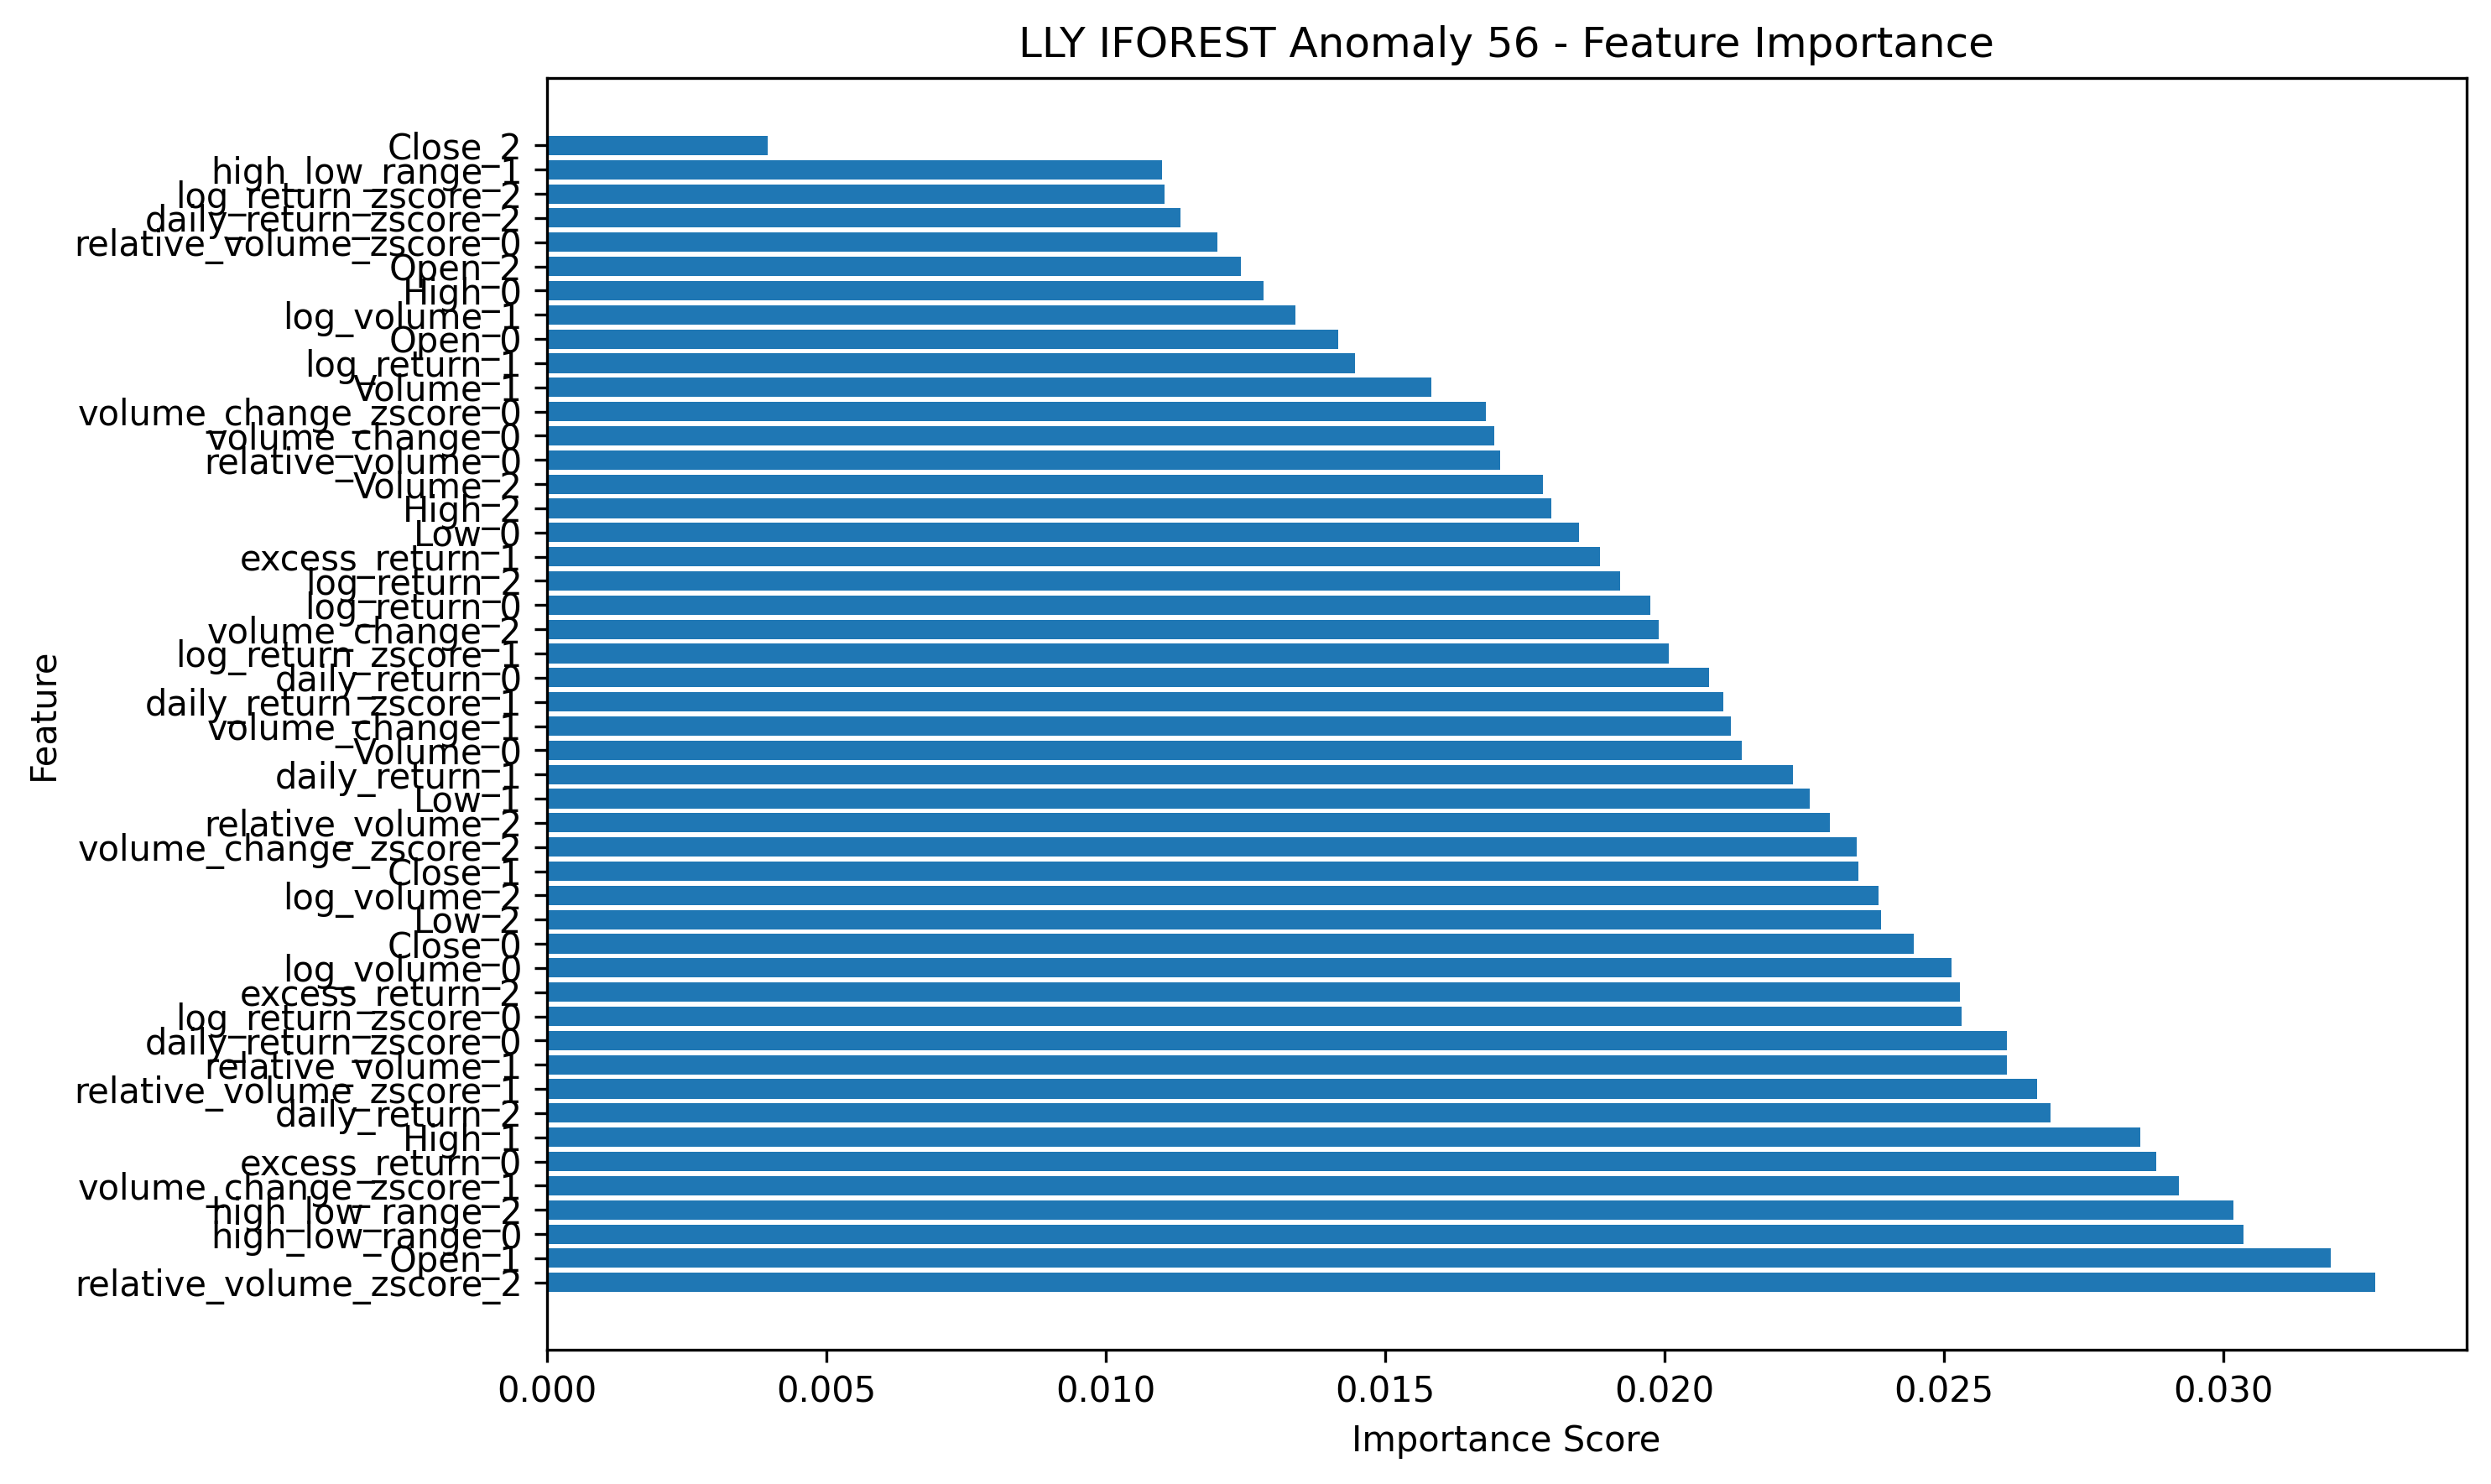 LLY IFOREST Anomaly 56 - Feature Importance
Close_2
high_low_range_1
log_return_zscore_2
daily_return_zscore_2
relative_volume_zscore_0
Open_2
High_0
log_volume_1
Open_0
log_return_1
Volume_1
volume_change_zscore_0
volume_change_0
relative_volume_0
Volume_2
High_2
Low_0
excess_return_1
log_return_2
log_return_0
volume_change_2
log_return_zscore_1
daily_return_0
daily_return_zscore_1
volume_change_1
Volume_0
daily_return_1
Low_1
relative_volume_2
volume_change_zscore_2
Close_1
log_volume_2
Low_2
Close_0
log_volume_0
excess_return_2
log_return_zscore_0
daily_return_zscore_0
relative_volume_1
relative_volume_zscore_1
daily_return_2
High_1
excess_return_0
volume_change_zscore_1
high_low_range_2
high_low_range_0
Open_1
relative_volume_zscore_2
Feature
0.000 0.005 0.010 0.015 0.020 0.025 0.030
Importance Score